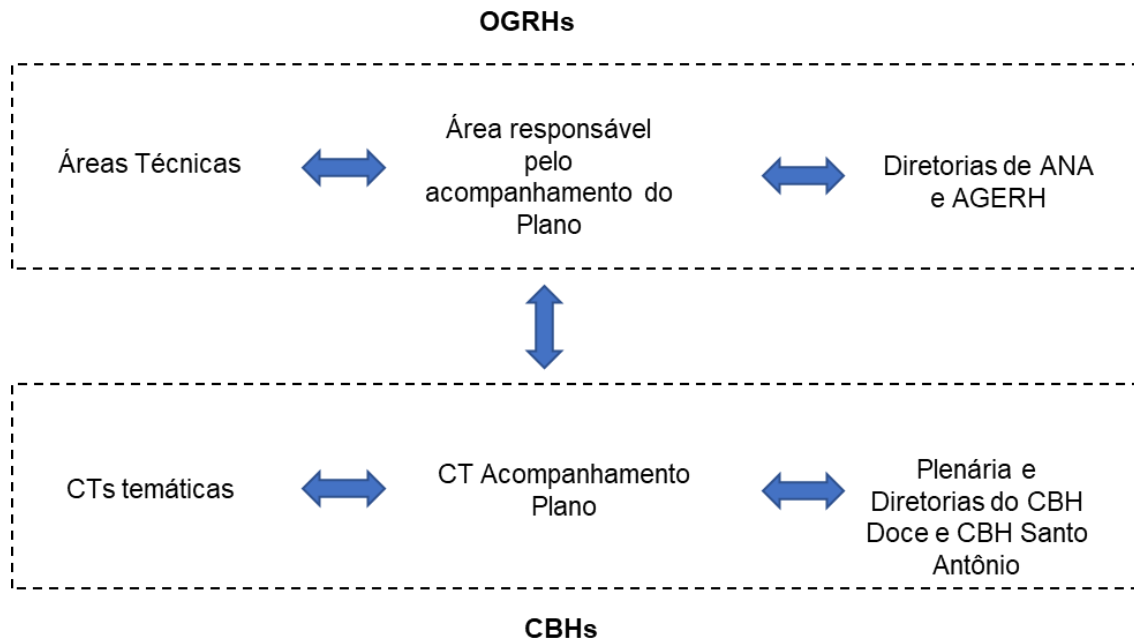 OGRHs
Áreas Técnicas
Área responsável
pelo
acompanhamento do
Plano
Diretorias de ANA
e AGERH
CTs temáticas
CT Acompanhamento
Plano
Plenária e
Diretorias do CBH
Doce e CBH Santo
Antônio
CBHs